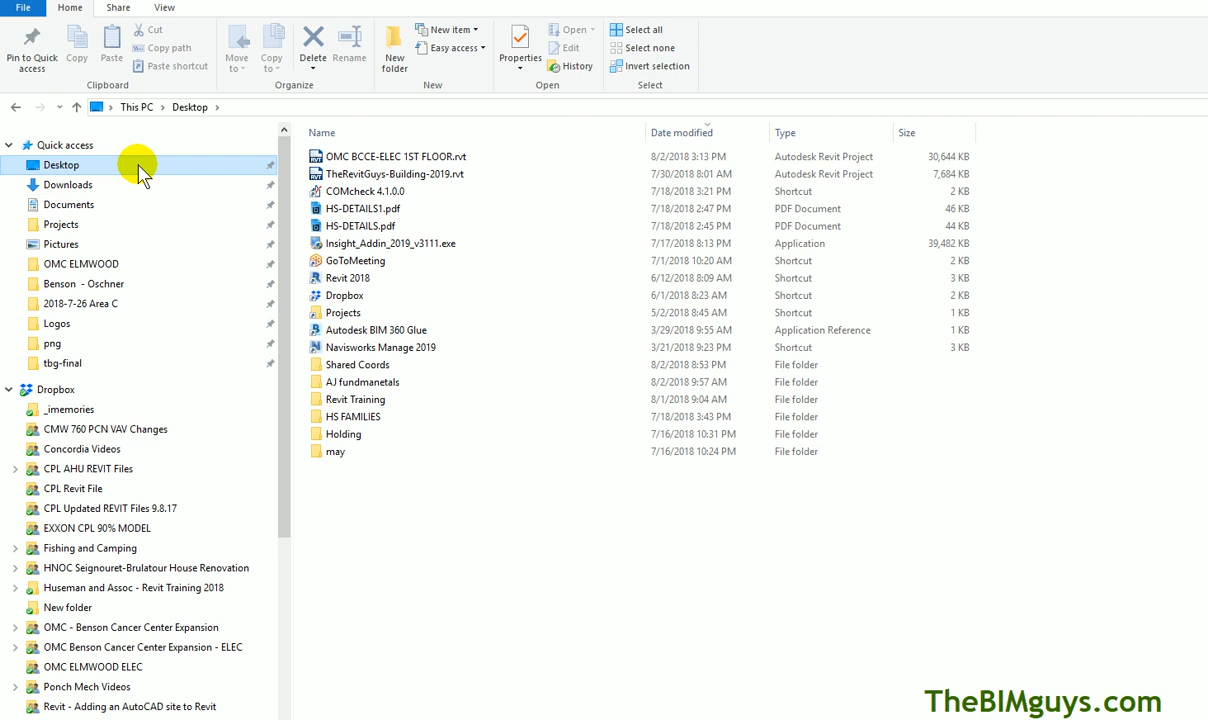 File Home Share View
Pin to Quick access
Copy
Paste
Cut
Copy path
Paste shortcut
Clipboard
Move to
Copy to
Delete
Rename
Organize
New folder
New item
Easy access
New
Properties
Open
Edit
History
Open
Select all
Select none
Invert selection
Select
This PC > Desktop >
Quick access
Desktop
Downloads
Documents
Projects
Pictures
OMC ELMWOOD
Benson - Oschner
2018-7-26 Area C
Logos
png
tbg-final
Dropbox
_imemories
CMW 760 PCN VAV Changes
Concordia Videos
CPL AHU REVIT Files
CPL Revit File
CPL Updated REVIT Files 9.8.17
EXXON CPL 90% MODEL
Fishing and Camping
HNOC Seignouret-Brulatour House Renovation
Huseman and Assoc - Revit Training 2018
New folder
OMC - Benson Cancer Center Expansion
OMC Benson Cancer Center Expansion - ELEC
OMC ELMWOOD ELEC
Ponch Mech Videos
Revit - Adding an AutoCAD site to Revit
Name Date modified Type Size
OMC BCCE-ELEC 1ST FLOOR.rvt 8/2/2018 3:13 PM Autodesk Revit Project 30,644 KB
TheRevitGuys-Building-2019.rvt 7/30/2018 8:01 AM Autodesk Revit Project 7,684 KB
COMcheck 4.1.0.0 7/18/2018 3:21 PM Shortcut 2 KB
HS-DETAILS1.pdf 7/18/2018 2:47 PM PDF Document 46 KB
HS-DETAILS.pdf 7/18/2018 2:45 PM PDF Document 44 KB
Insight_Addin_2019_v3111.exe 7/17/2018 8:13 PM Application 39,482 KB
GoToMeeting 7/1/2018 10:20 AM Shortcut 2 KB
Revit 2018 6/12/2018 8:09 AM Shortcut 3 KB
Dropbox 6/1/2018 8:23 AM Shortcut 2 KB
Projects 5/2/2018 8:45 AM Shortcut 1 KB
Autodesk BIM 360 Glue 3/29/2018 9:55 AM Application Reference 1 KB
Navisworks Manage 2019 3/21/2018 9:23 PM Shortcut 3 KB
Shared Coords 8/2/2018 8:53 PM File folder
AJ fundmanetals 8/2/2018 9:57 AM File folder
Revit Training 8/1/2018 9:04 AM File folder
HS FAMILIES 7/18/2018 3:43 PM File folder
Holding 7/16/2018 10:31 PM File folder
may 7/16/2018 10:24 PM File folder
TheBIMguys.com